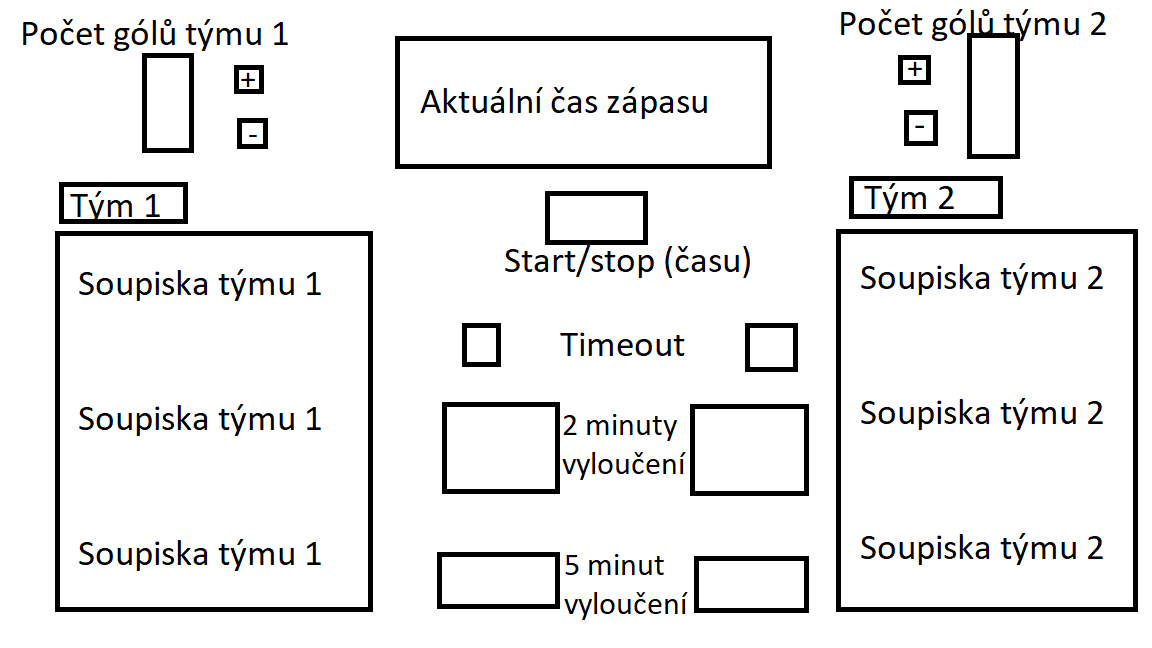 Počet gólů týmu 1
+
-
Aktuální čas zápasu
Počet gólů týmu 2
+
-
Tým 1
Tým 2
Start/stop (času)
Soupiska týmu 1
Soupiska týmu 1
Soupiska týmu 1
Timeout
2 minuty
vyloučení
5 minut
vyloučení
Soupiska týmu 2
Soupiska týmu 2
Soupiska týmu 2